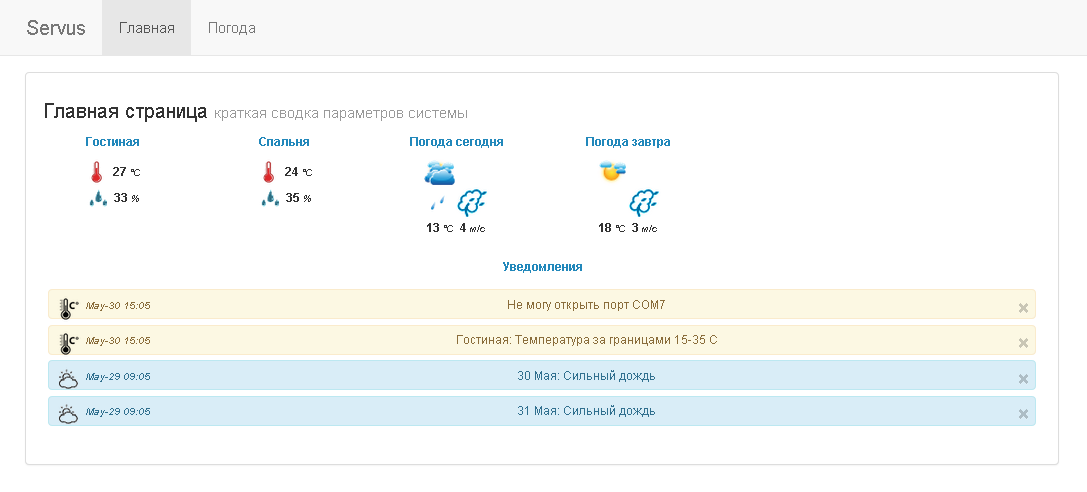 Servus Главная Погода
Главная страница краткая сводка параметров системы
Гостиная Спальня Погода сегодня Погода завтра
27 °C 24 °C
33 % 35 %
13 °C 4 м/с 18 °C 3 м/с
Уведомления
C° May-30 15:05 Не могу открыть порт COM7 ×
C° May-30 15:05 Гостиная: Температура за границами 15-35 C ×
May-29 09:05 30 Мая: Сильный дождь ×
May-29 09:05 31 Мая: Сильный дождь ×